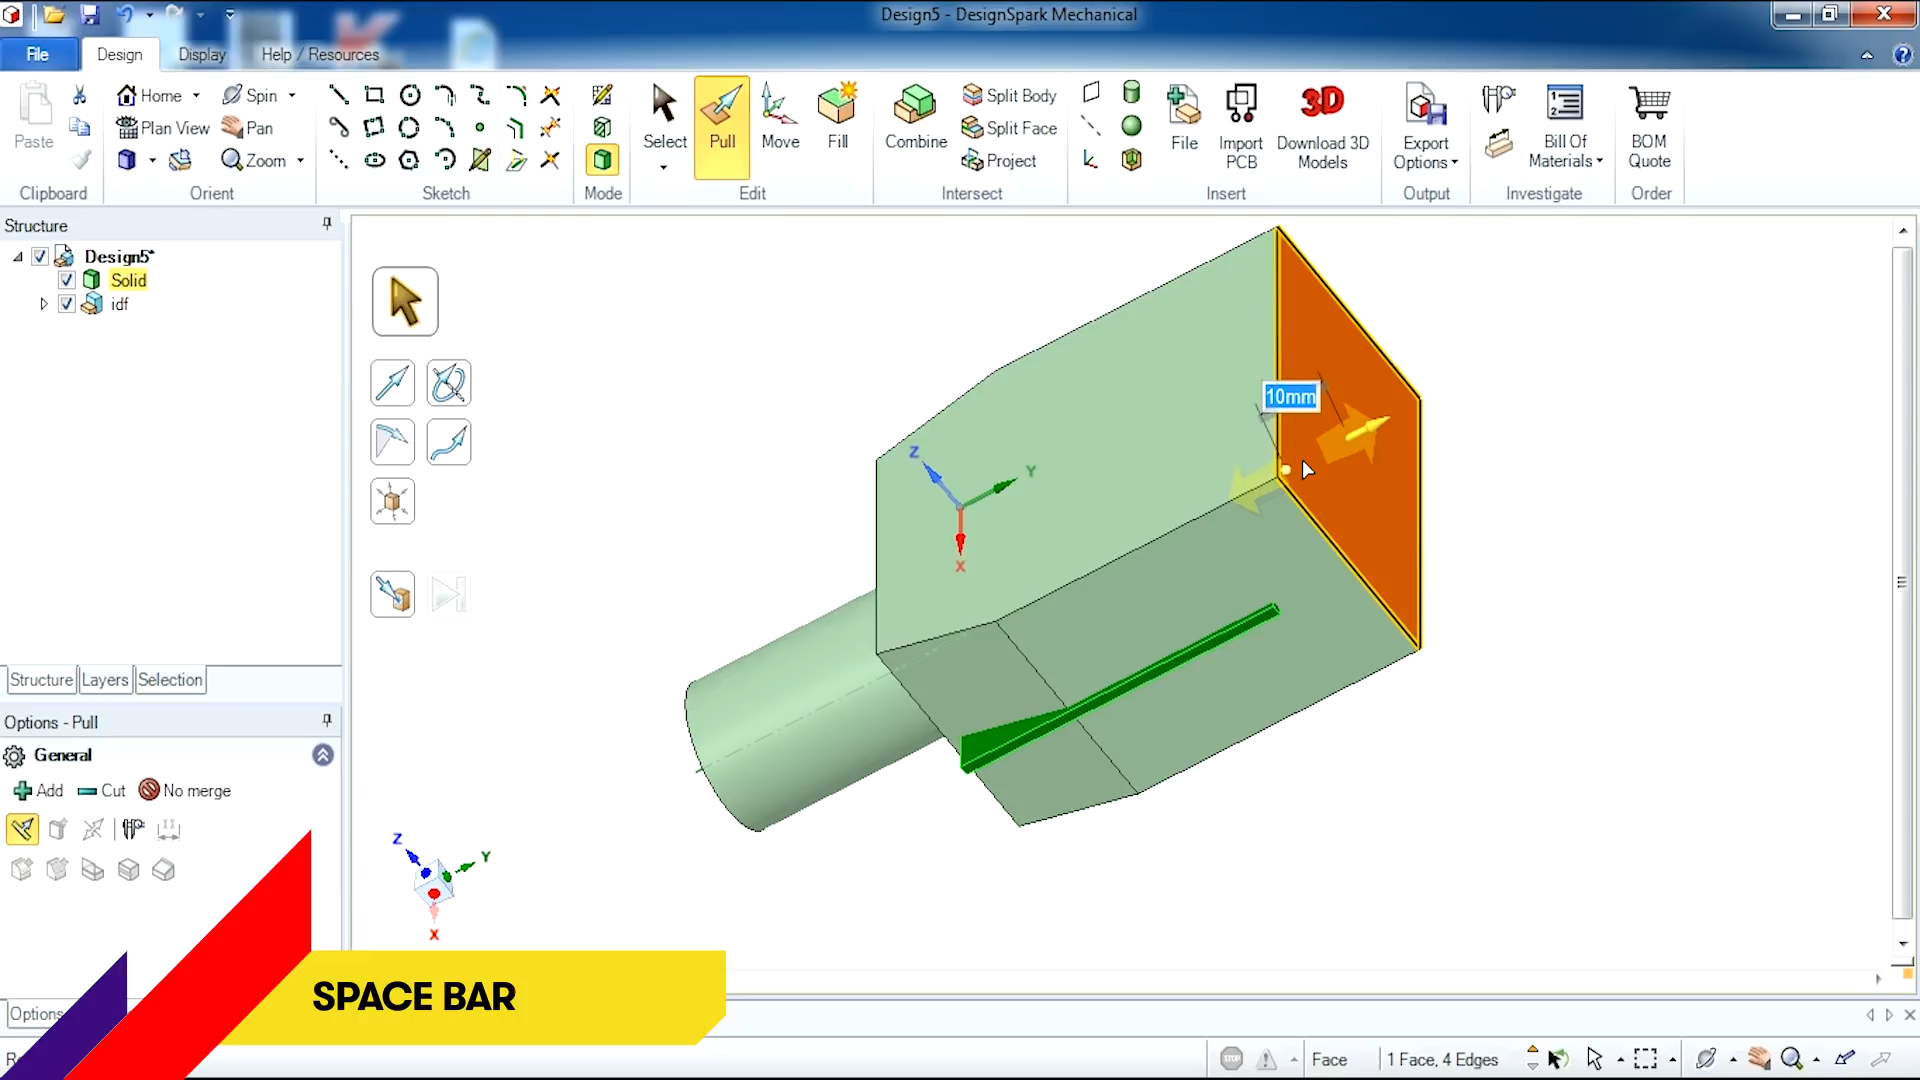 Design5 - DesignSpark Mechanical
File
Design
Display
Help / Resources
Paste
Home
Spin
Plan View
Pan
Zoom
Select
Pull
Move
Fill
Combine
Split Body
Split Face
Project
File
Import PCB
3D
Download 3D Models
Export Options
Bill Of Materials
BOM Quote
Clipboard
Orient
Sketch
Mode
Edit
Intersect
Insert
Output
Investigate
Order
Structure
Design5*
Solid
idf
Z
Y
X
10mm
Structure
Layers
Selection
Options - Pull
General
Add
Cut
No merge
Z
Y
X
SPACE BAR
Options
Face
1 Face, 4 Edges